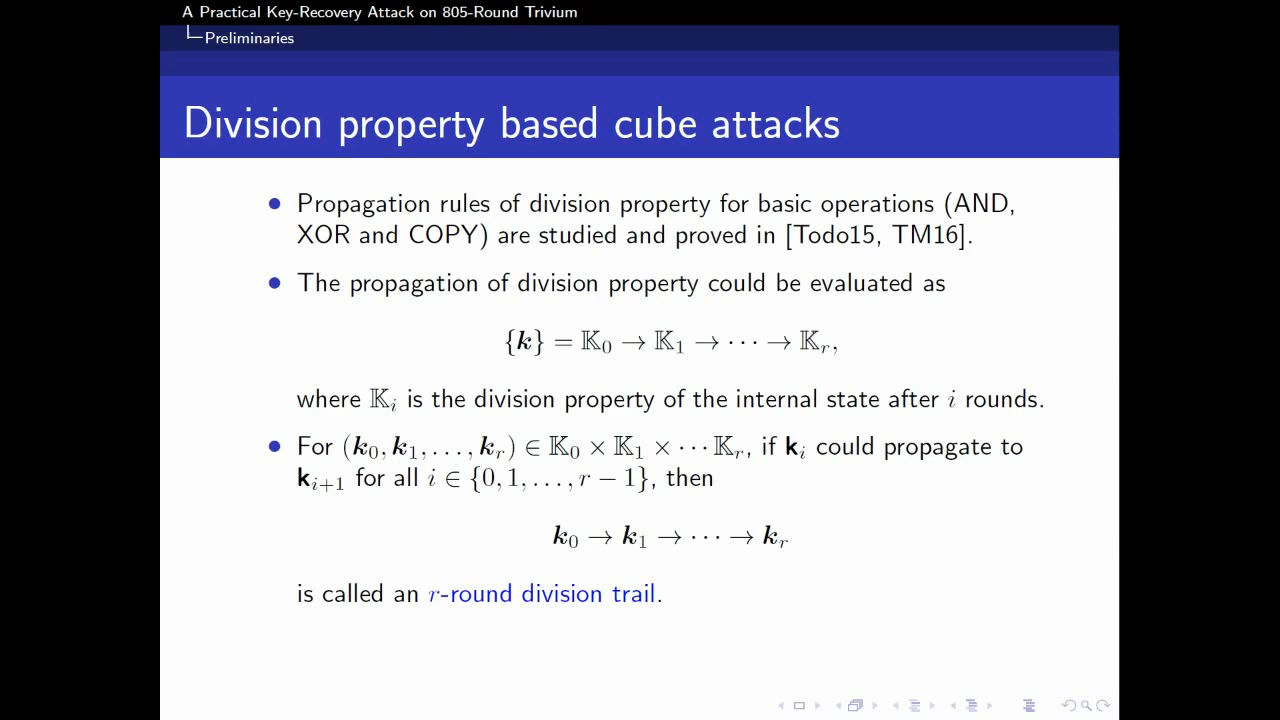 A Practical Key-Recovery Attack on 805-Round Trivium
Preliminaries
Division property based cube attacks
• Propagation rules of division property for basic operations (AND,
XOR and COPY) are studied and proved in [Todo15, TM16].
• The propagation of division property could be evaluated as
{𝒌} = 𝕂₀ → 𝕂₁ → ⋯ → 𝕂ᵣ,
where 𝕂ᵢ is the division property of the internal state after i rounds.
• For (𝒌₀, 𝒌₁, . . . , 𝒌ᵣ) ∈ 𝕂₀ × 𝕂₁ × ⋯ 𝕂ᵣ, if 𝗸ᵢ could propagate to
𝗸ᵢ₊₁ for all i ∈ {0, 1, . . . , r − 1}, then
𝒌₀ → 𝒌₁ → ⋯ → 𝒌ᵣ
is called an r-round division trail.